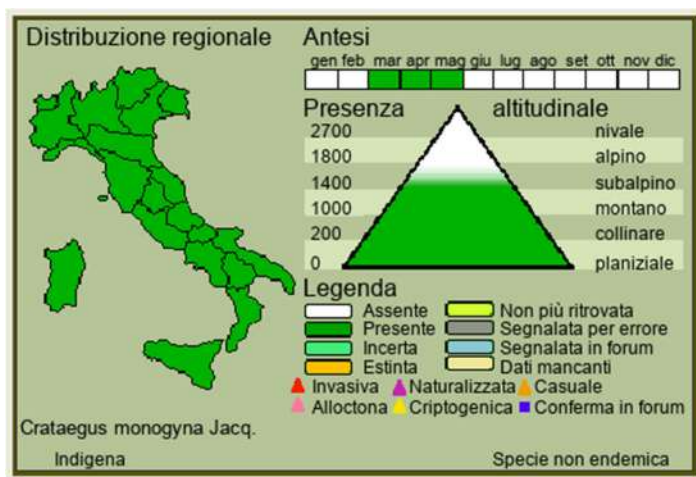 Distribuzione regionale
Antesi
gen feb mar apr mag giu lug ago set ott nov dic
Presenza altitudinale
2700 nivale
1800 alpino
1400 subalpino
1000 montano
200 collinare
0 planiziale
Legenda
Assente Non più ritrovata
Presente Segnalata per errore
Incerta Segnalata in forum
Estinta Dati mancanti
Invasiva Naturalizzata Casuale
Alloctona Criptogenica Conferma in forum
Crataegus monogyna Jacq.
Indigena Specie non endemica